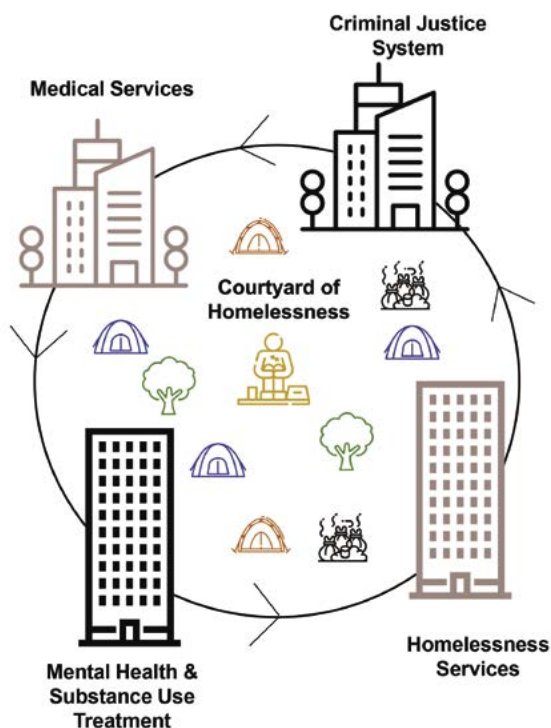 Criminal Justice
System
Medical Services
Courtyard of
Homelessness
Homelessness
Services
Mental Health &
Substance Use
Treatment